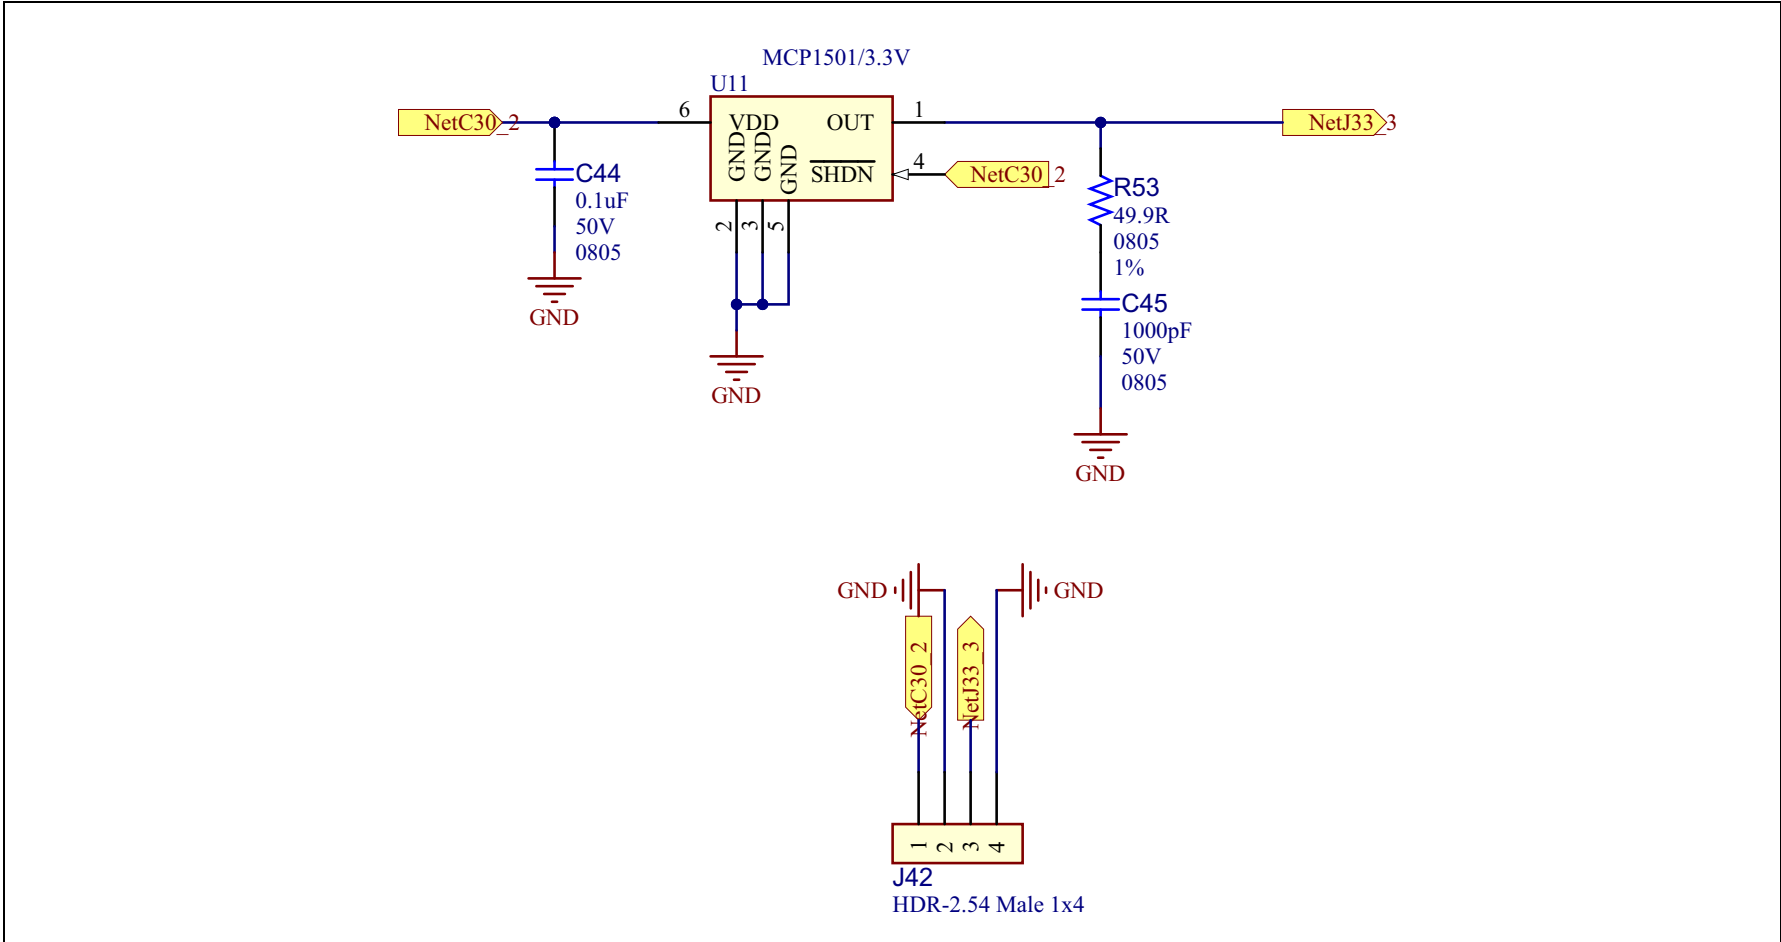 MCP1501/3.3V
U11
NetC30_2
6
VDD
OUT
1
NetJ33_3
GND
GND
GND
SHDN
4
NetC30_2
2
3
5
C44
0.1uF
50V
0805
GND
R53
49.9R
0805
1%
C45
1000pF
50V
0805
GND
GND
GND
GND
NetC30_2
NetJ33_3
1
2
3
4
J42
HDR-2.54 Male 1x4